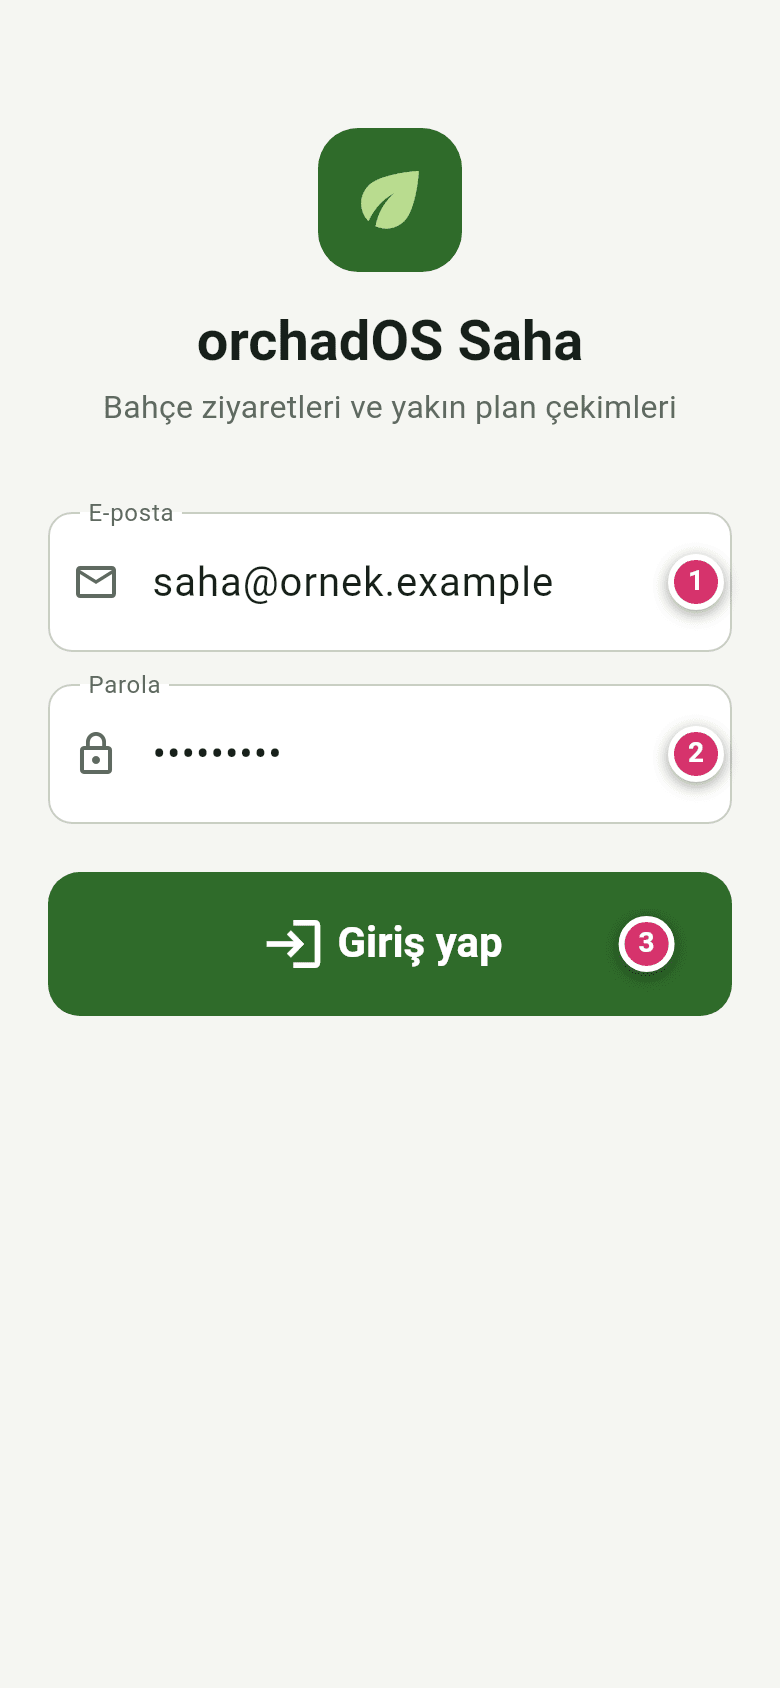 orchadOS Saha
Bahçe ziyaretleri ve yakın plan çekimleri
E-posta
saha@ornek.example
1
Parola
•••••••••
2
Giriş yap
3